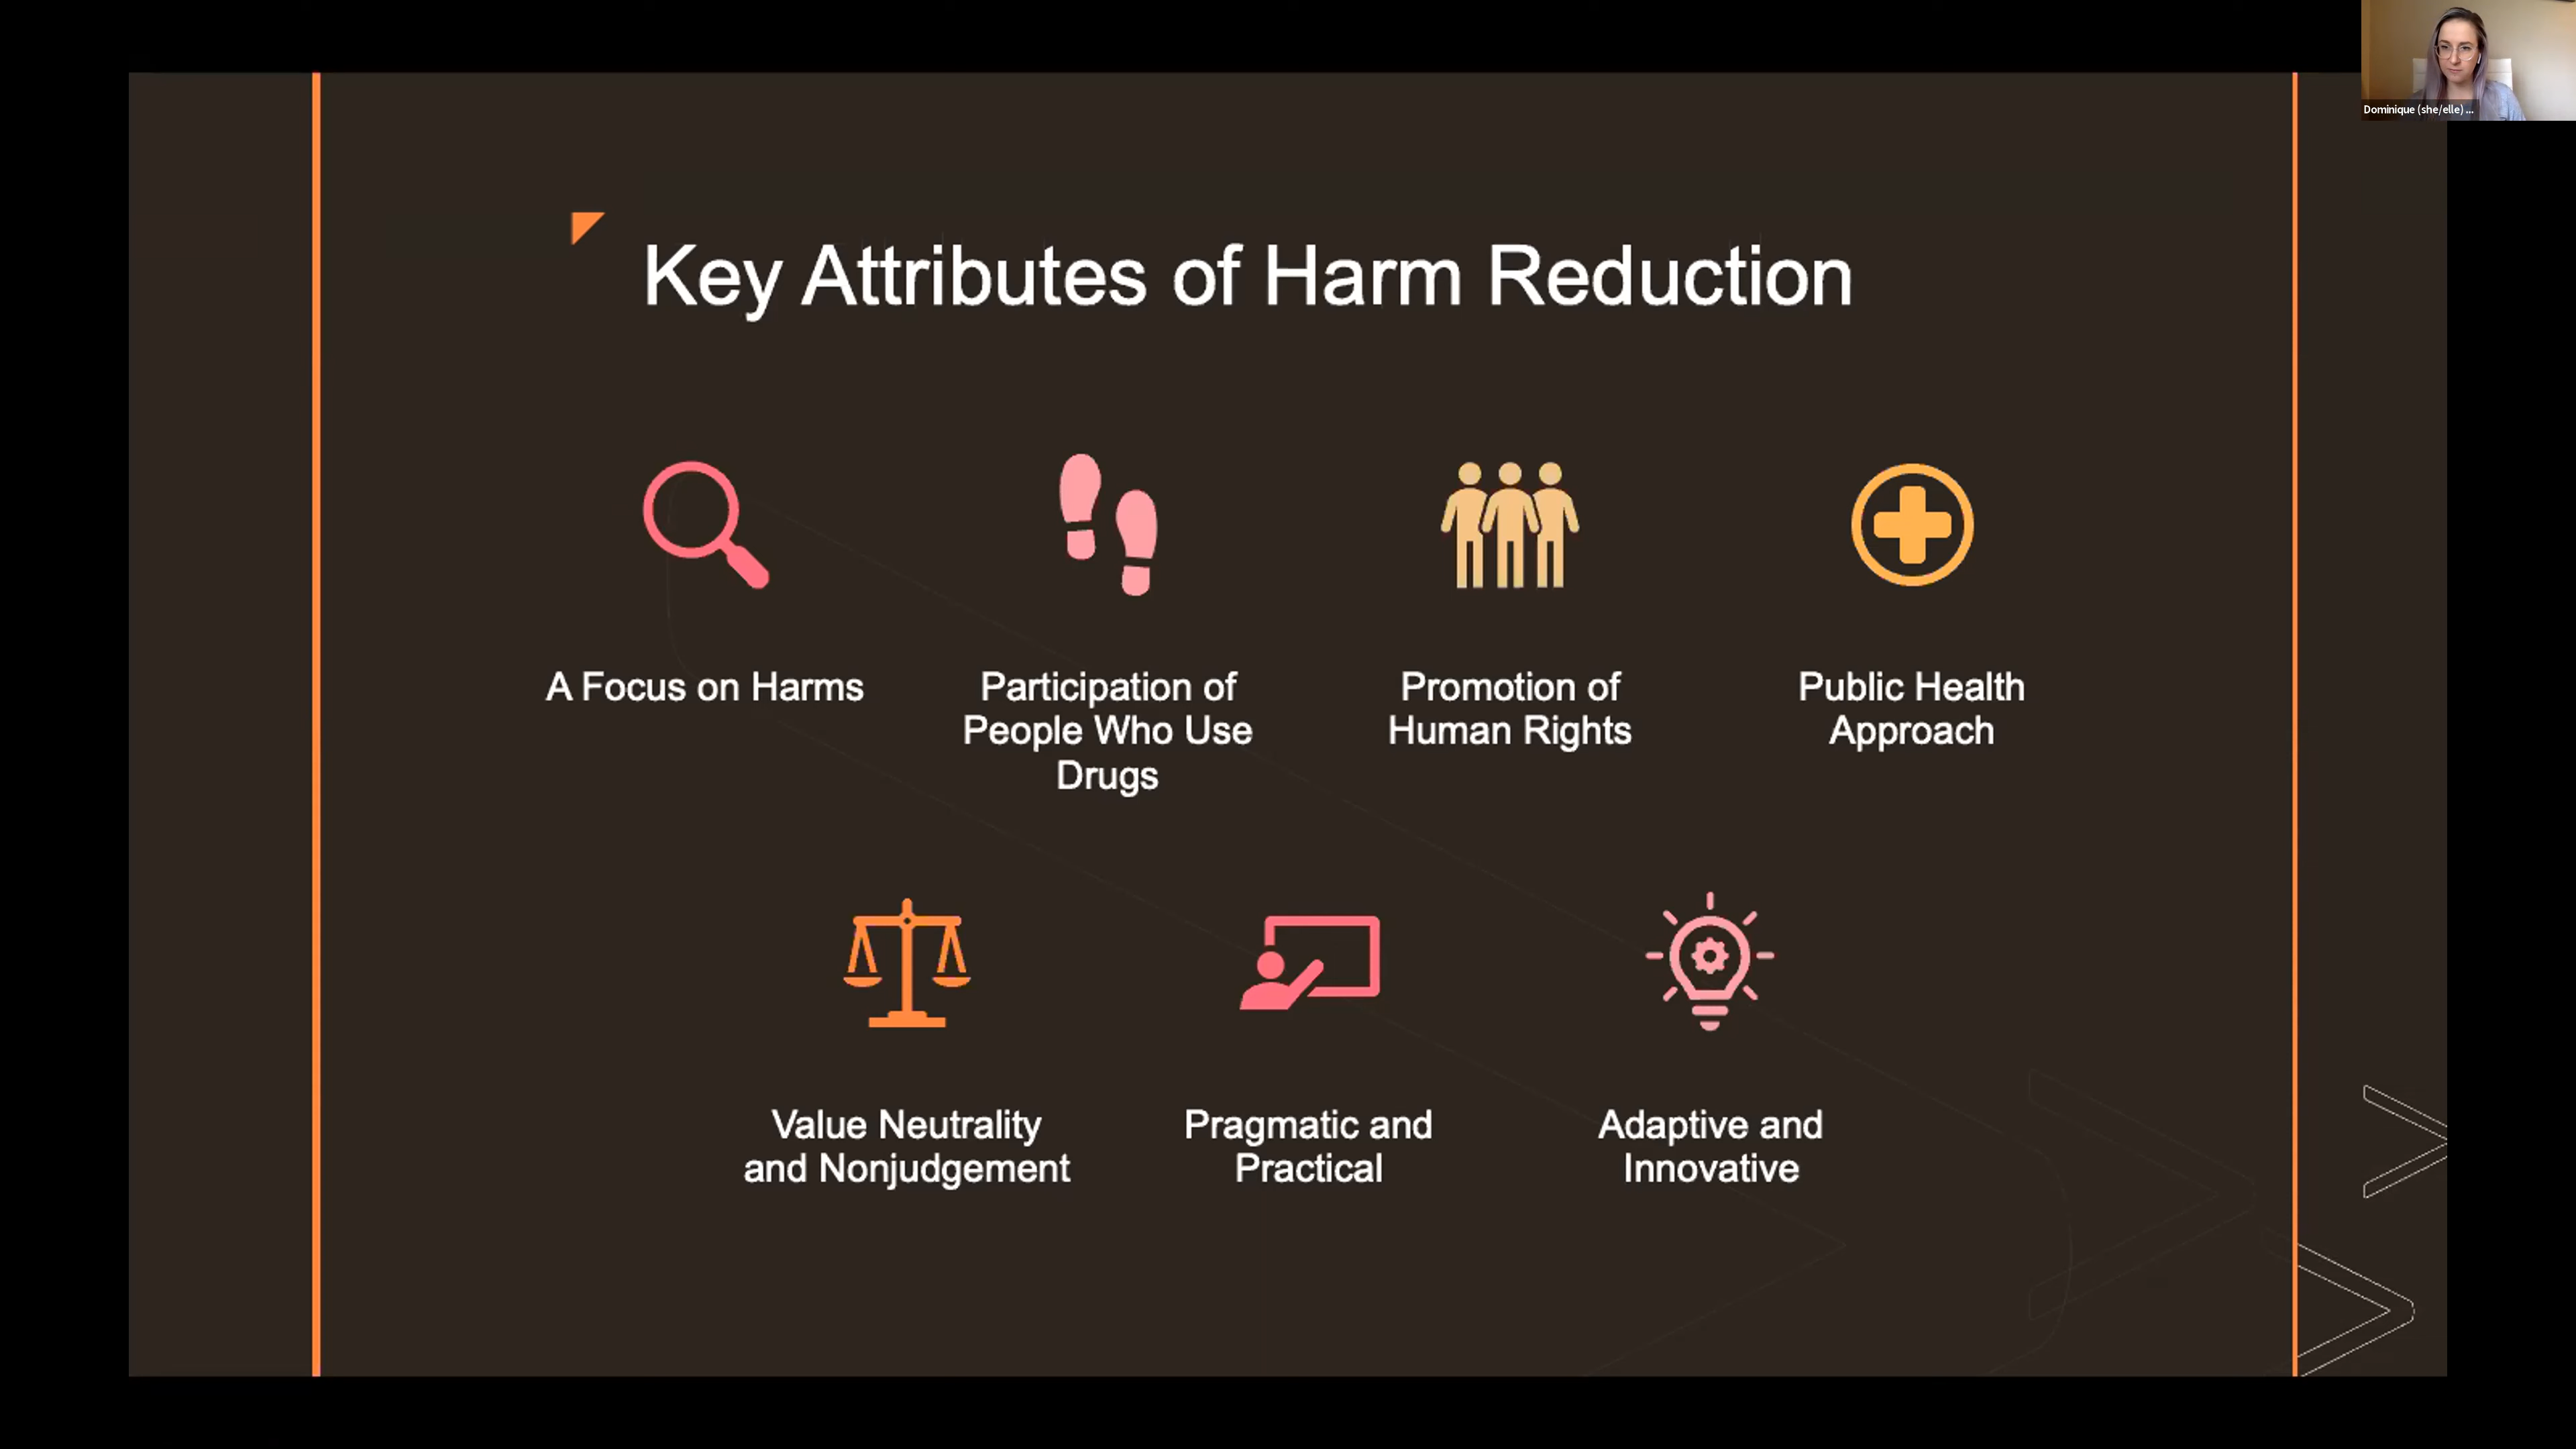 Dominique (she/elle) ...
Key Attributes of Harm Reduction
A Focus on Harms
Participation of
People Who Use
Drugs
Promotion of
Human Rights
Public Health
Approach
Value Neutrality
and Nonjudgement
Pragmatic and
Practical
Adaptive and
Innovative